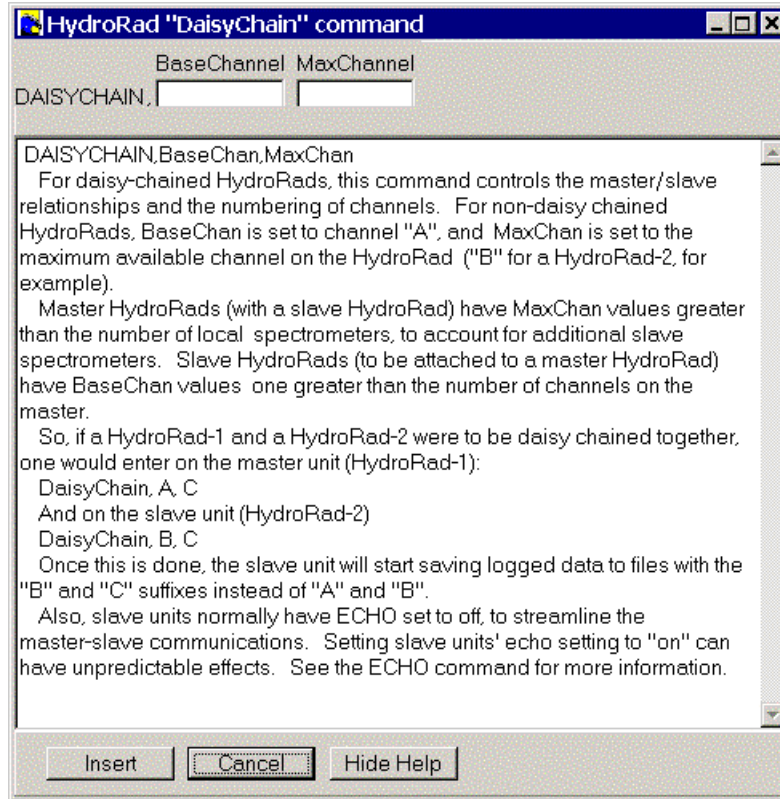 HydroRad "DaisyChain" command
BaseChannel MaxChannel
DAISYCHAIN,
DAISYCHAIN,BaseChan,MaxChan
For daisy-chained HydroRads, this command controls the master/slave
relationships and the numbering of channels. For non-daisy chained
HydroRads, BaseChan is set to channel "A", and MaxChan is set to the
maximum available channel on the HydroRad ("B" for a HydroRad-2, for
example).
Master HydroRads (with a slave HydroRad) have MaxChan values greater
than the number of local spectrometers, to account for additional slave
spectrometers. Slave HydroRads (to be attached to a master HydroRad)
have BaseChan values one greater than the number of channels on the
master.
So, if a HydroRad-1 and a HydroRad-2 were to be daisy chained together,
one would enter on the master unit (HydroRad-1):
DaisyChain, A, C
And on the slave unit (HydroRad-2)
DaisyChain, B, C
Once this is done, the slave unit will start saving logged data to files with the
"B" and "C" suffixes instead of "A" and "B".
Also, slave units normally have ECHO set to off, to streamline the
master-slave communications. Setting slave units' echo setting to "on" can
have unpredictable effects. See the ECHO command for more information.
Insert Cancel Hide Help